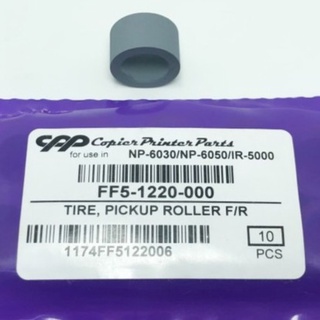 CPP Copier Printer Parts
for use in NP-6030/NP-6050/IR-5000
FF5-1220-000
TIRE, PICKUP ROLLER F/R
1174FF5122006
10
PCS